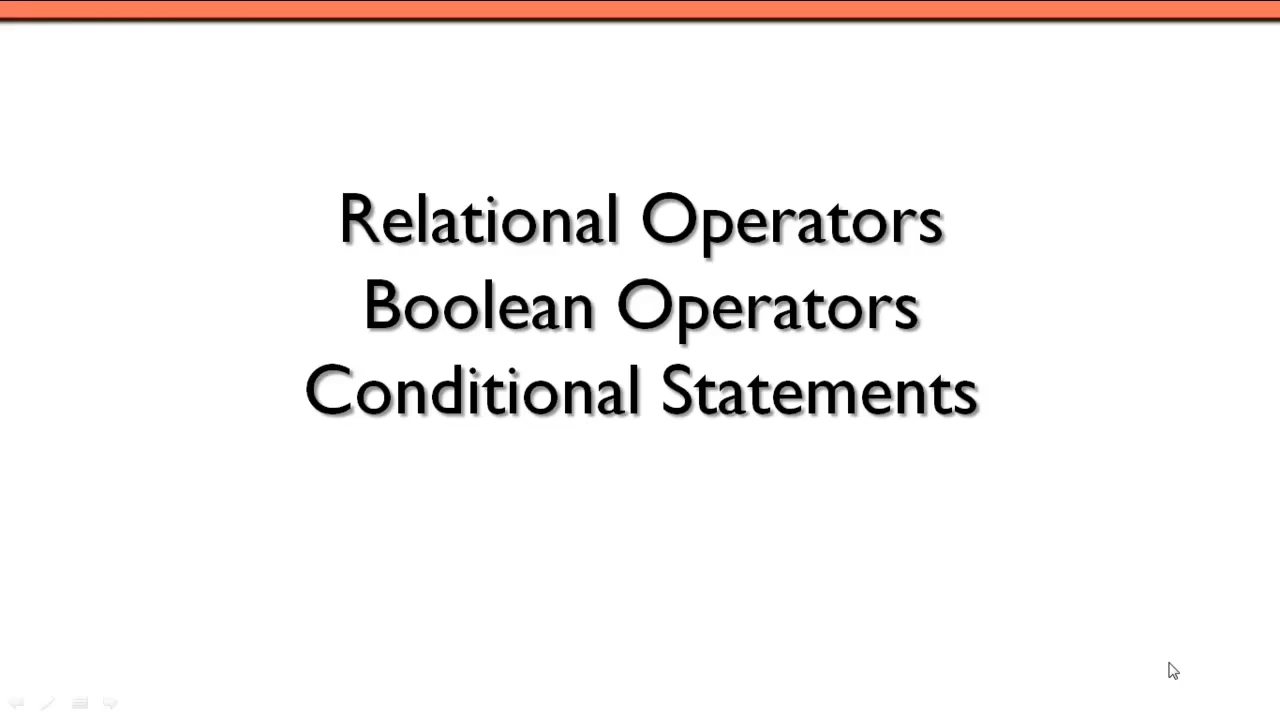 Relational Operators
Boolean Operators
Conditional Statements